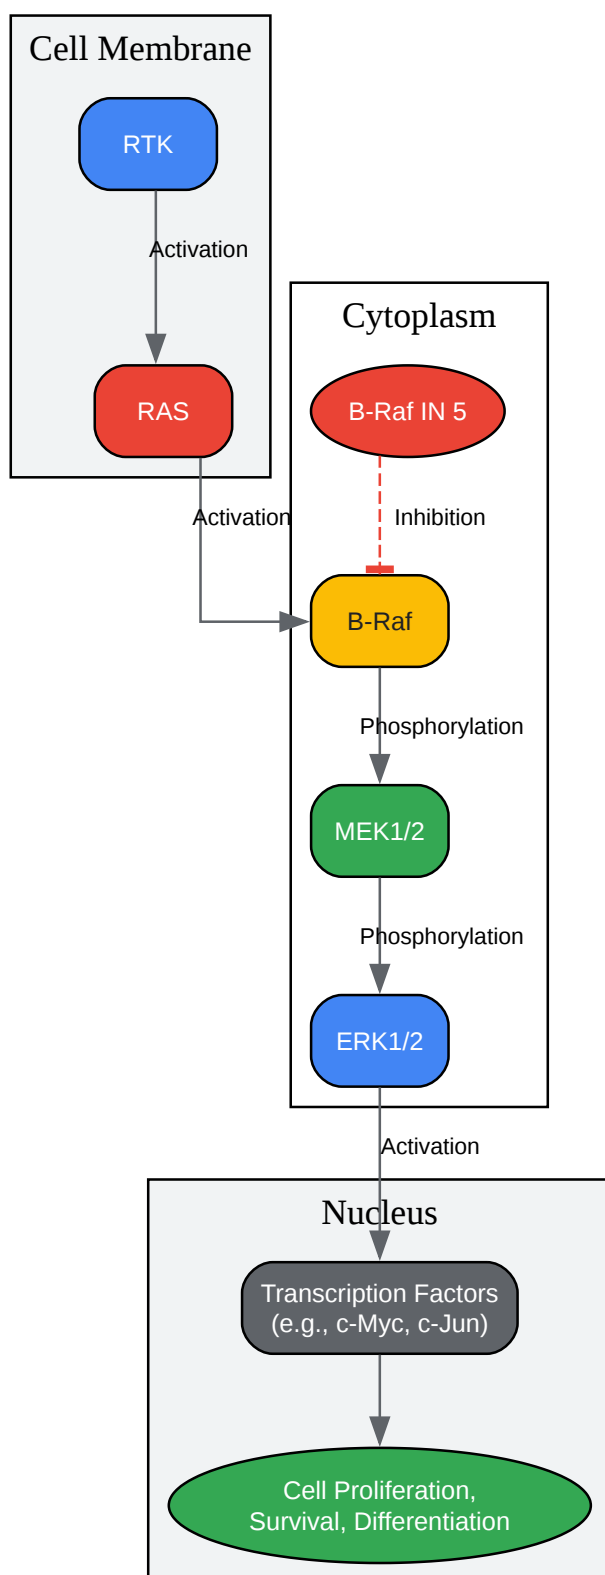 Cell Membrane
RTK
Activation
Cytoplasm
RAS
B-Raf IN 5
Activation
Inhibition
B-Raf
Phosphorylation
MEK1/2
Phosphorylation
ERK1/2
Activation
Nucleus
Transcription Factors
(e.g., c-Myc, c-Jun)
Cell Proliferation,
Survival, Differentiation